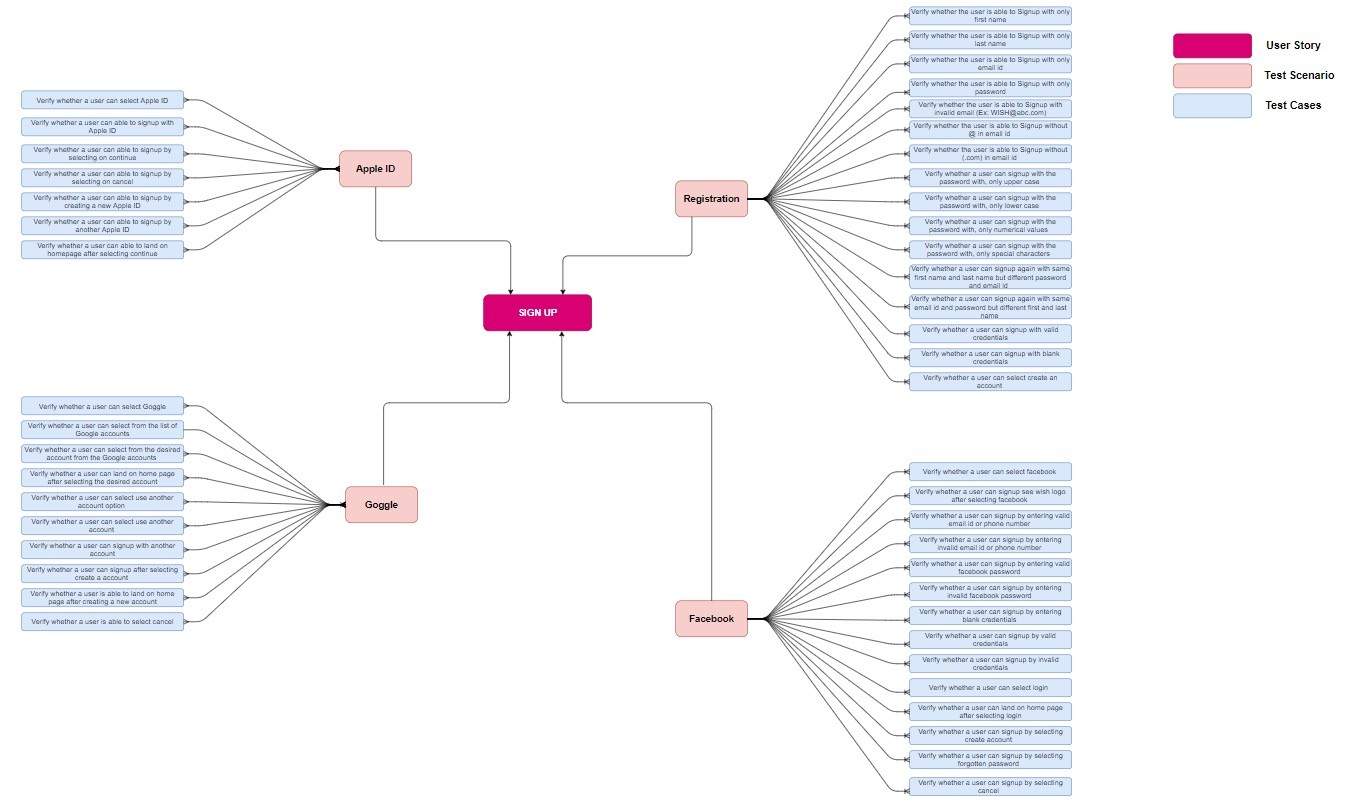 Verify whether a user can select Apple ID
Verify whether a user can able to signup with
Apple ID
Verify whether a user can able to signup by
selecting on continue
Verify whether a user can able to signup by
selecting on cancel
Verify whether a user can able to signup by
creating a new Apple ID
Verify whether a user can able to signup by
another Apple ID
Verify whether a user can able to land on
homepage after selecting continue
Apple ID
Verify whether the user is able to Signup with only
first name
Verify whether the user is able to Signup with only
last name
Verify whether the user is able to Signup with only
email id
Verify whether the user is able to Signup with only
password
Verify whether the user is able to Signup with
invalid email (Ex: WISH@abc.com)
Verify whether the user is able to Signup without
@ in email id
Verify whether the user is able to Signup without
(.com) in email id
Verify whether a user can signup with the
password with, only upper case
Verify whether a user can signup with the
password with, only lower case
Verify whether a user can signup with the
password with, only numerical values
Verify whether a user can signup with the
password with, only special characters
Verify whether a user can signup again with same
first name and last name but different password
and email id
Verify whether a user can signup again with same
email id and password but different first and last
name
Verify whether a user can signup with valid
credentials
Verify whether a user can signup with blank
credentials
Verify whether a user can select create an
account
Registration
User Story
Test Scenario
Test Cases
SIGN UP
Verify whether a user can select Goggle
Verify whether a user can select from the list of
Google accounts
Verify whether a user can select from the desired
account from the Google accounts
Verify whether a user can land on home page
after selecting the desired account
Verify whether a user can select use another
account option
Verify whether a user can select use another
account
Verify whether a user can signup with another
account
Verify whether a user can signup after selecting
create a account
Verify whether a user is able to land on home
page after creating a new account
Verify whether a user is able to select cancel
Goggle
Verify whether a user can select facebook
Verify whether a user can signup see wish logo
after selecting facebook
Verify whether a user can signup by entering valid
email id or phone number
Verify whether a user can signup by entering
invalid email id or phone number
Verify whether a user can signup by entering valid
facebook password
Verify whether a user can signup by entering
invalid facebook password
Verify whether a user can signup by entering
blank credentials
Verify whether a user can signup by valid
credentials
Verify whether a user can signup by invalid
credentials
Verify whether a user can select login
Verify whether a user can land on home page
after selecting login
Verify whether a user can signup by selecting
create account
Verify whether a user can signup by selecting
forgotten password
Verify whether a user can signup by selecting
cancel
Facebook